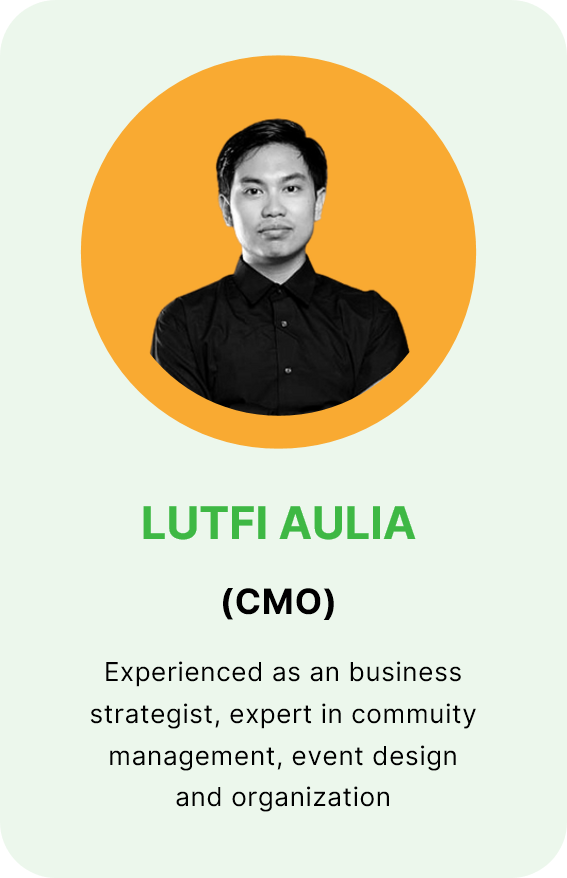 LUTFI AULIA
(CMO)
Experienced as an business
strategist, expert in commuity
management, event design
and organization